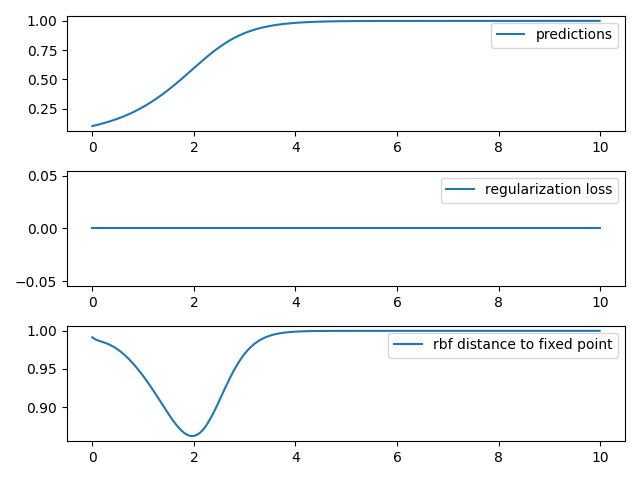 1.00
predictions
0.75
0.50
0.25
0 2 4 6 8 10
0.05
regularization loss
0.00
−0.05
0 2 4 6 8 10
1.00
rbf distance to fixed point
0.95
0.90
0 2 4 6 8 10